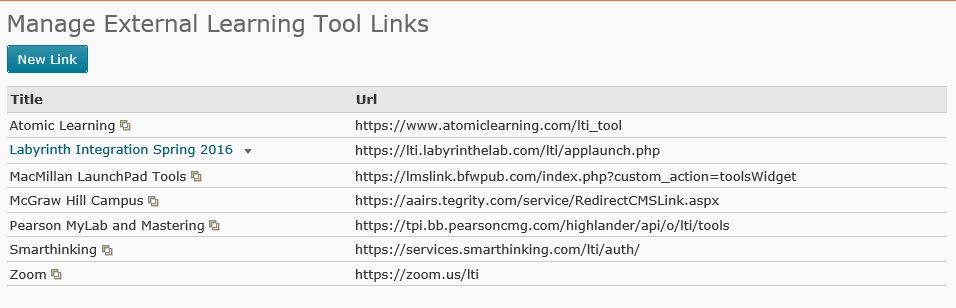 Manage External Learning Tool Links
New Link
Title Url
Atomic Learning https://www.atomiclearning.com/lti_tool
Labyrinth Integration Spring 2016 https://lti.labyrinthelab.com/lti/applaunch.php
MacMillan LaunchPad Tools https://lmslink.bfwpub.com/index.php?custom_action=toolsWidget
McGraw Hill Campus https://aairs.tegrity.com/service/RedirectCMSLink.aspx
Pearson MyLab and Mastering https://tpi.bb.pearsoncmg.com/highlander/api/o/lti/tools
Smarthinking https://services.smarthinking.com/lti/auth/
Zoom https://zoom.us/lti